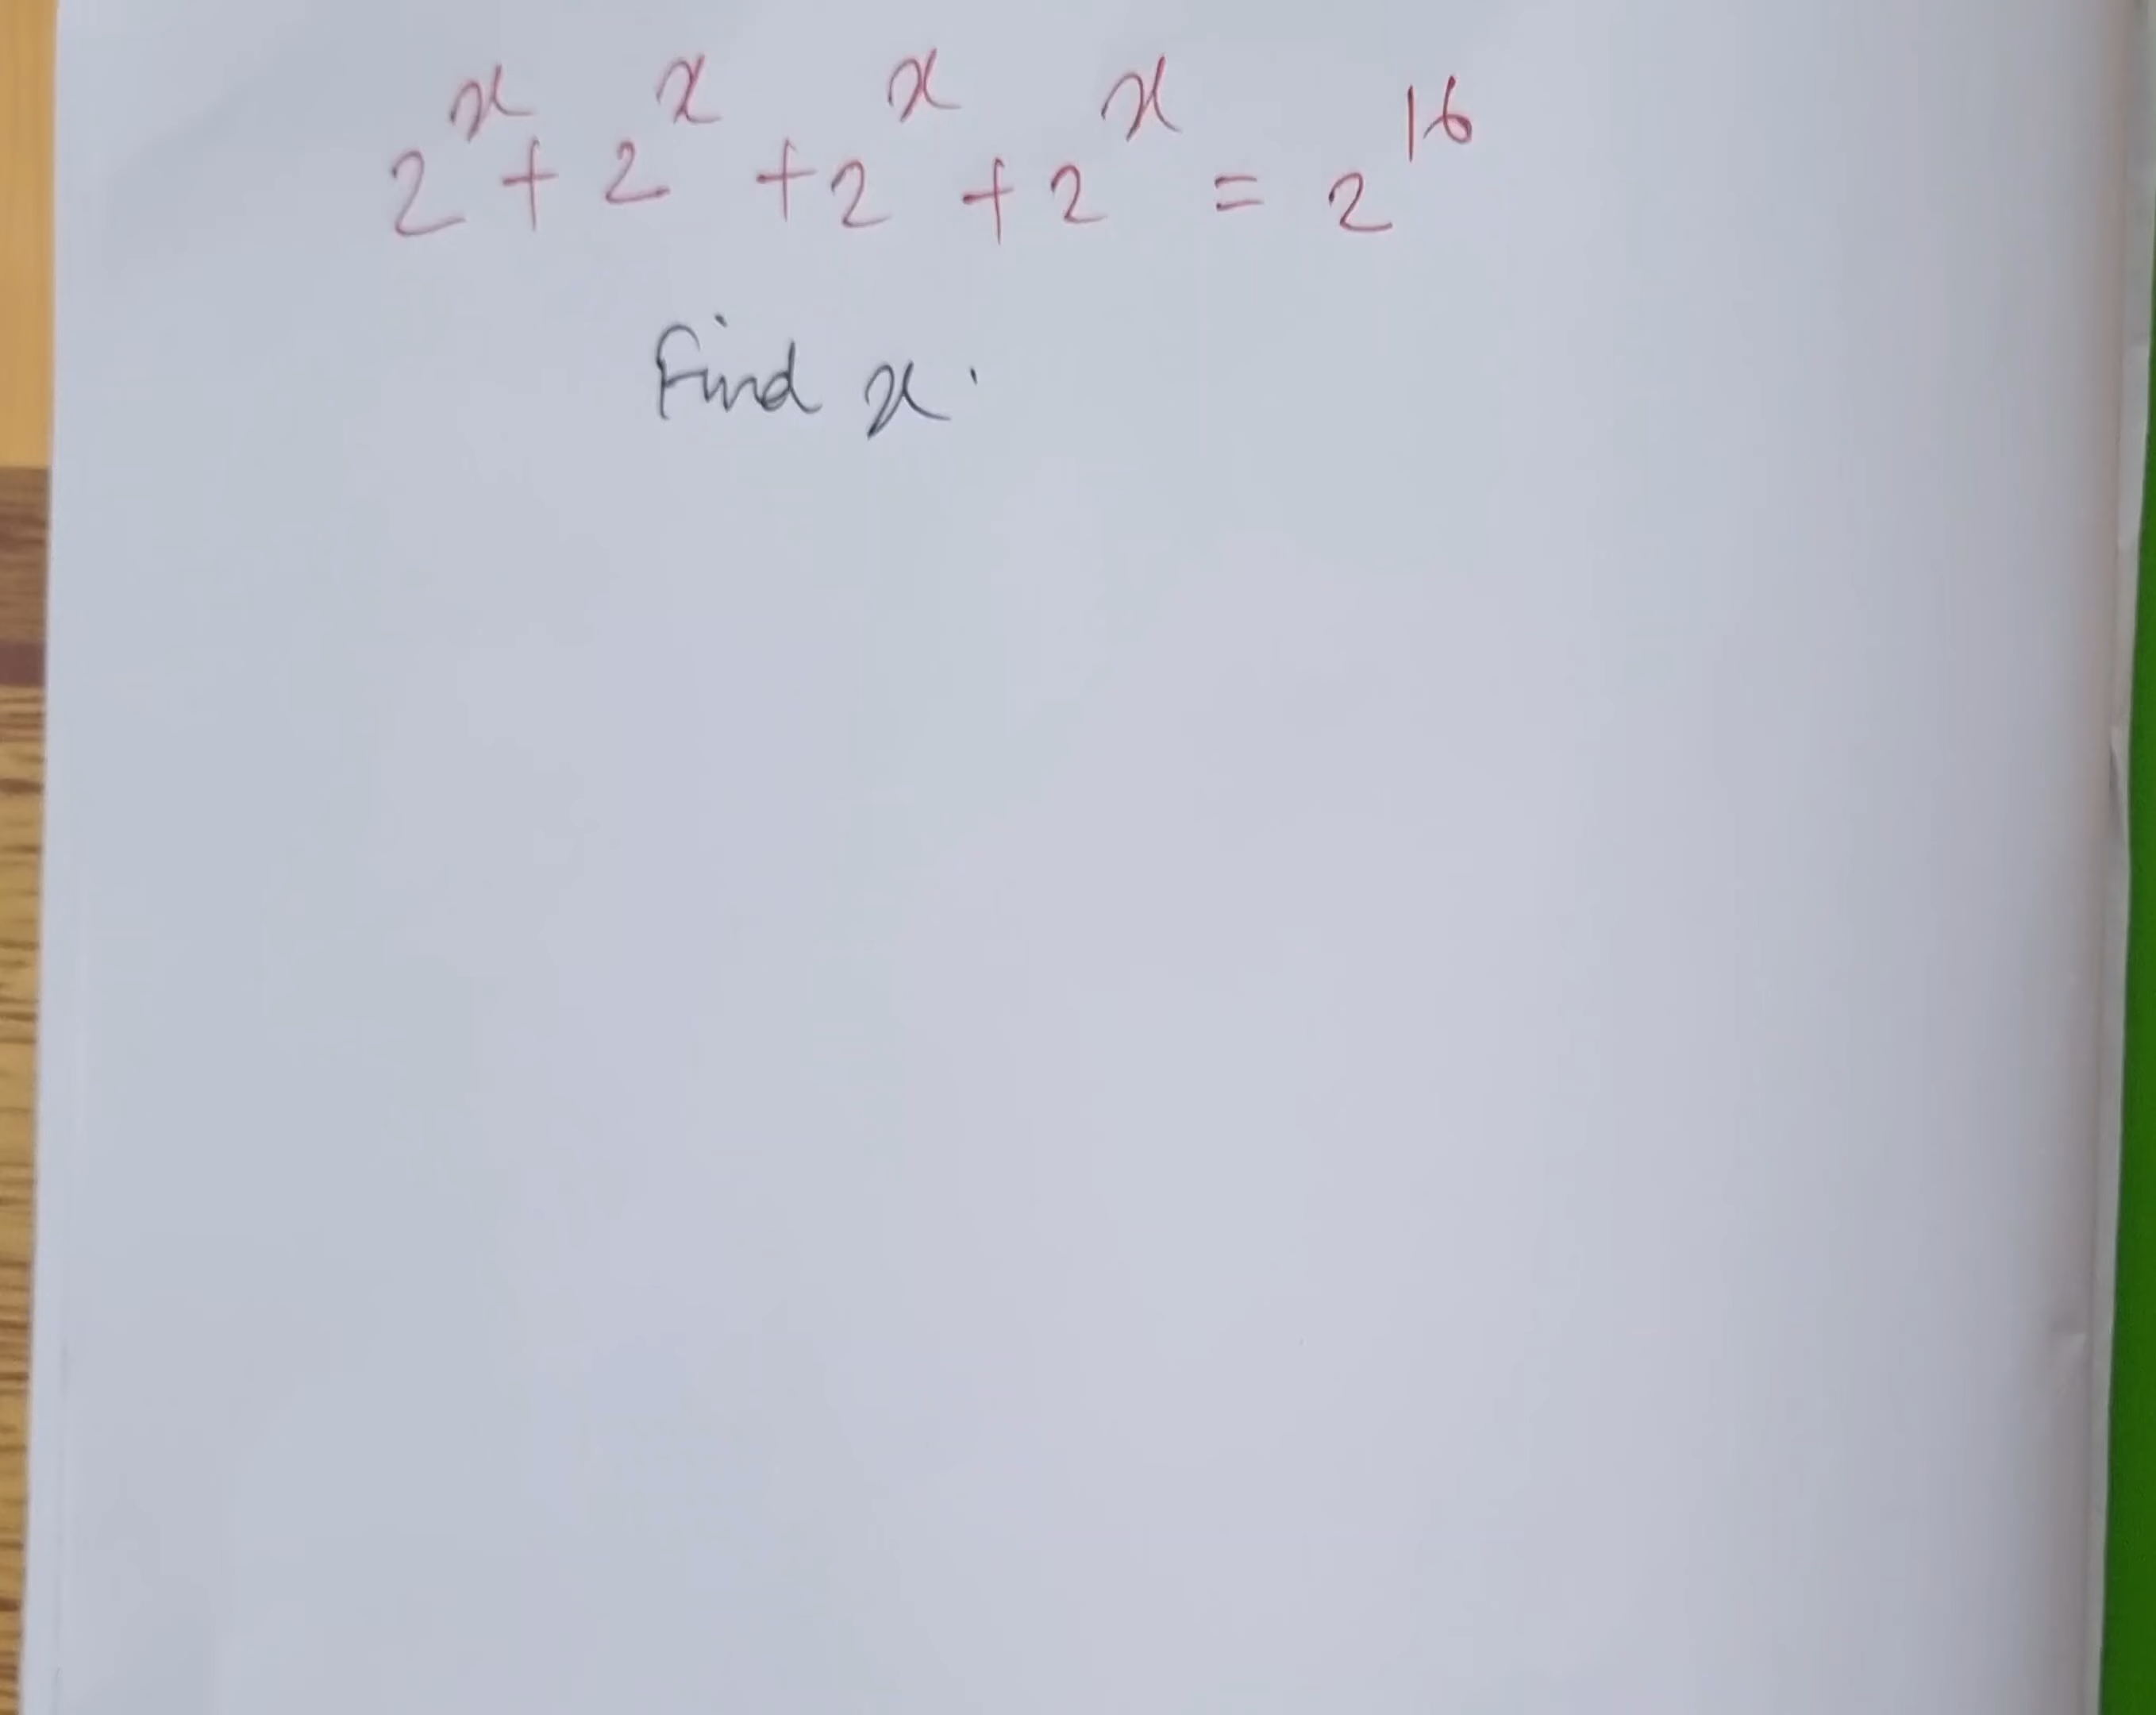 2^x + 2^x + 2^x + 2^x = 2^16
Find x.